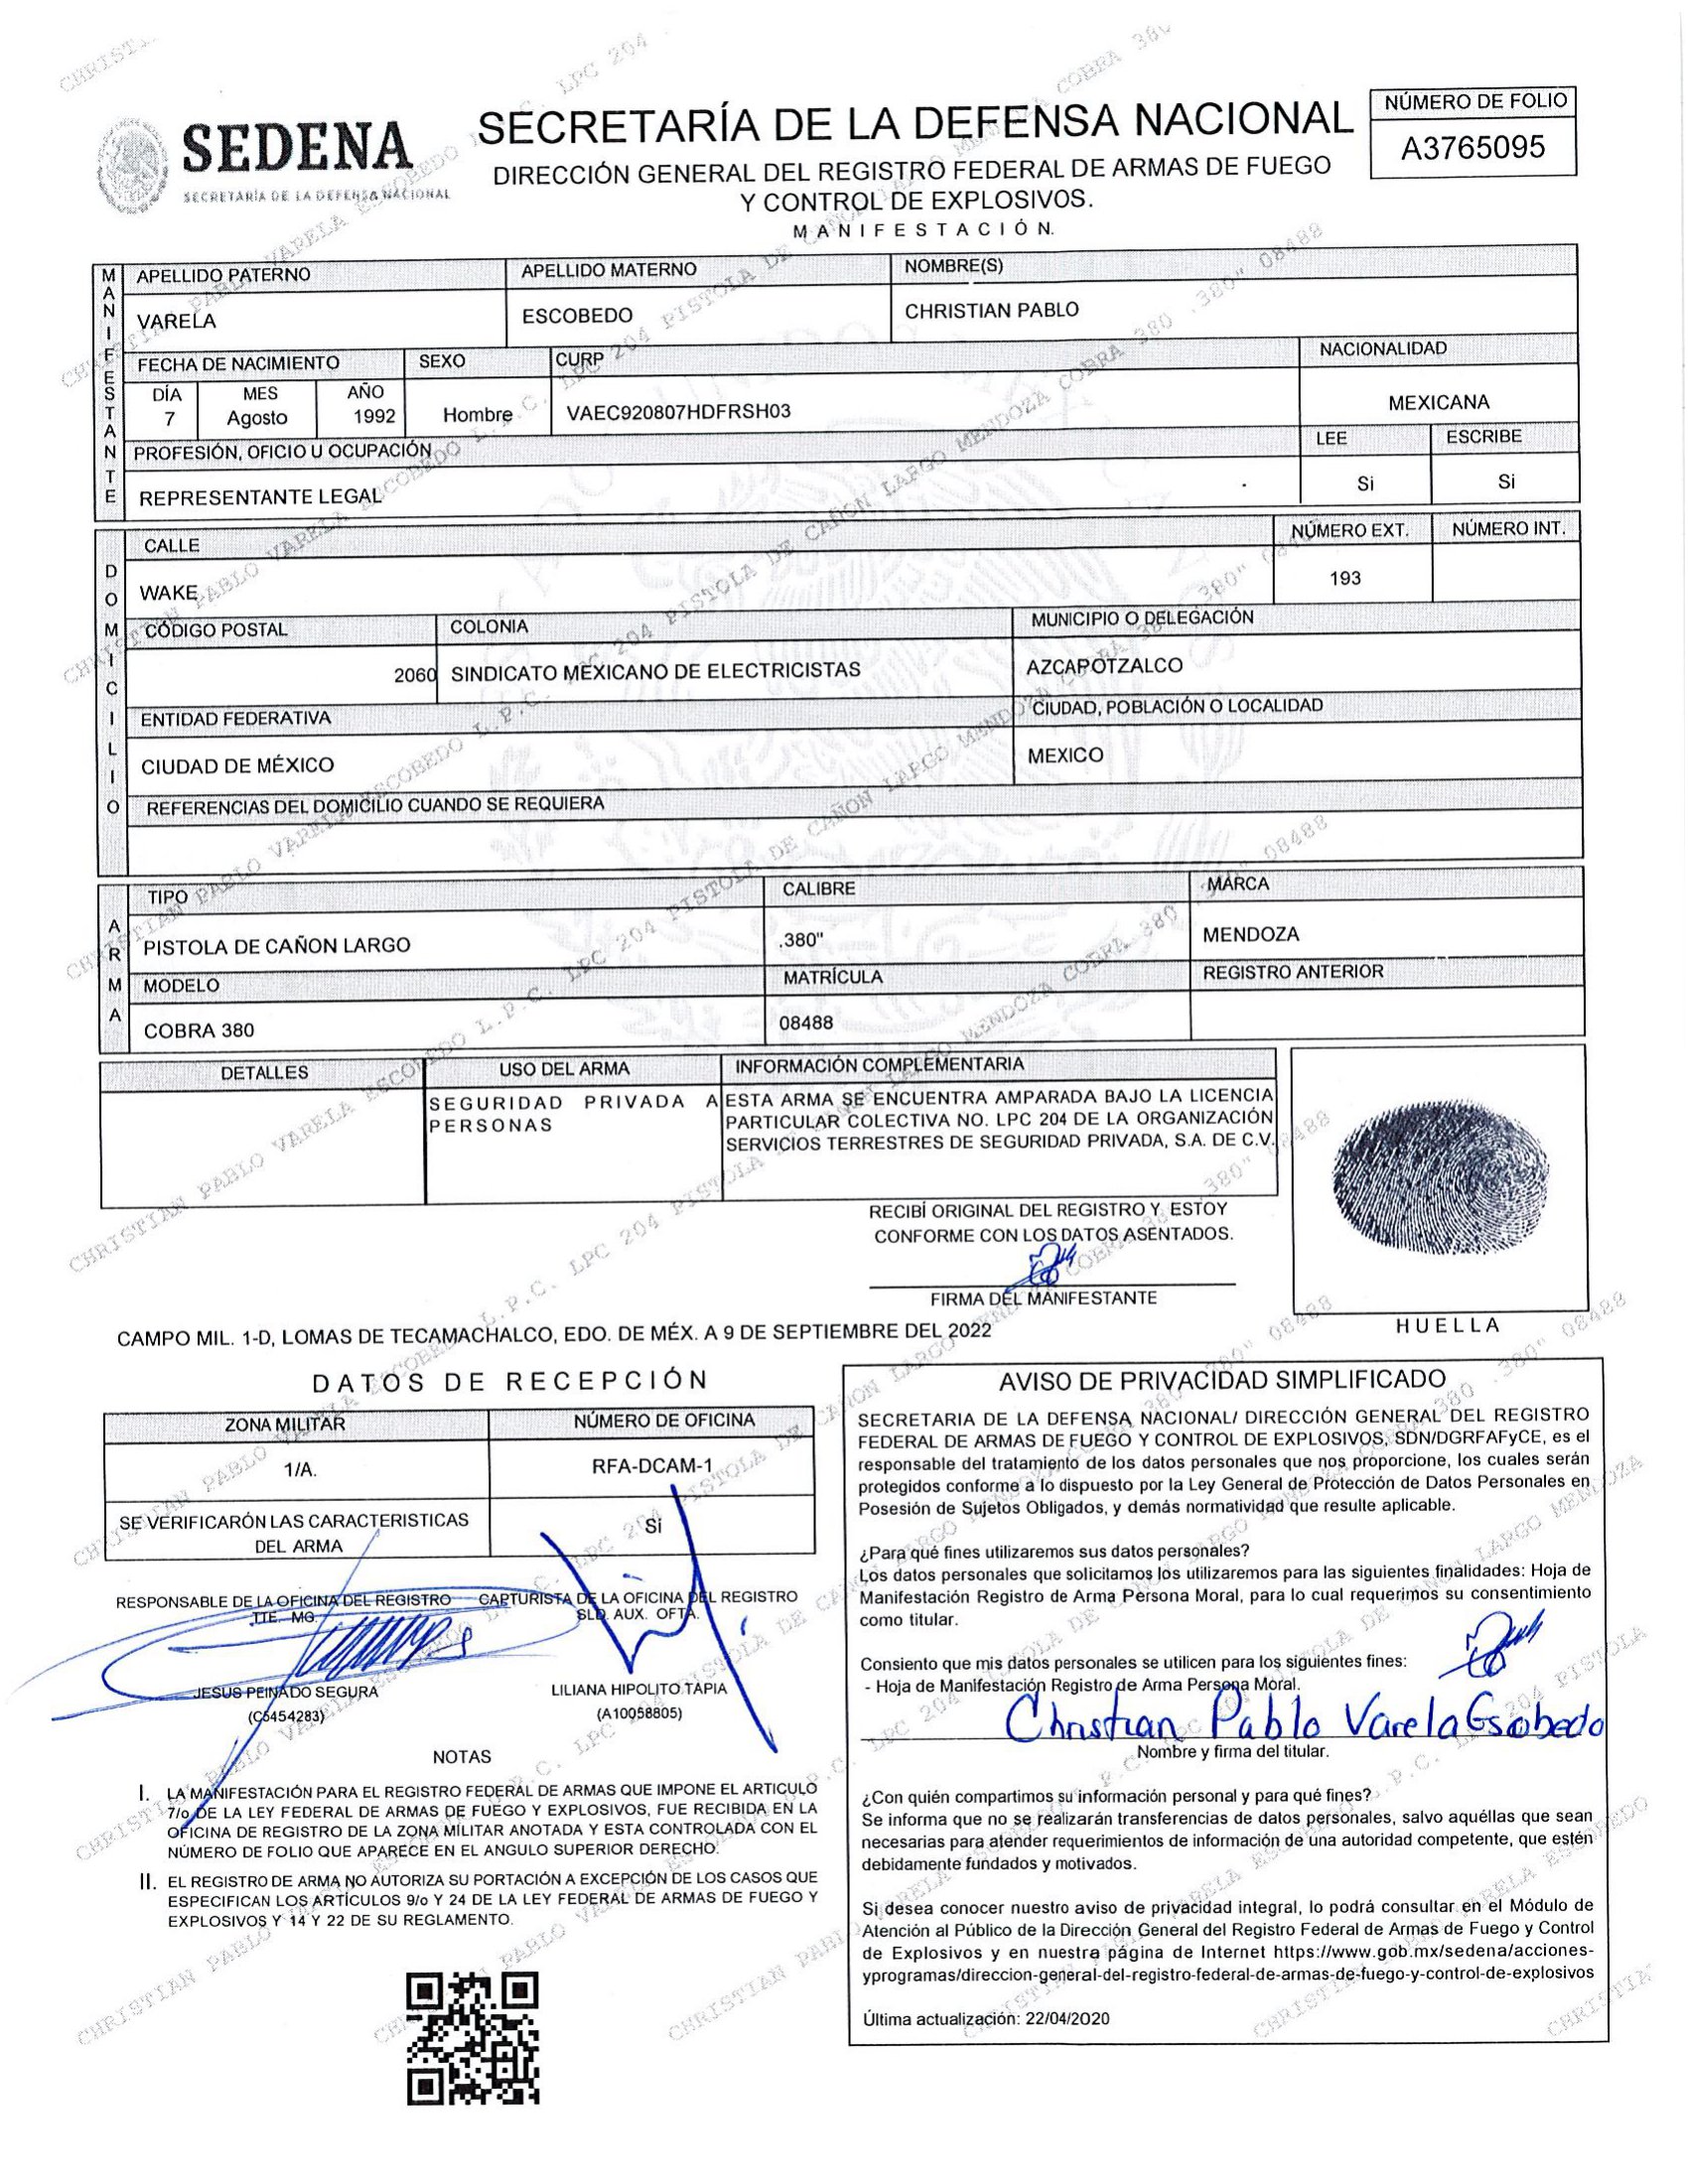 SEDENA
SECRETARÍA DE LA DEFENSA NACIONAL
SECRETARÍA DE LA DEFENSA NACIONAL
DIRECCIÓN GENERAL DEL REGISTRO FEDERAL DE ARMAS DE FUEGO
Y CONTROL DE EXPLOSIVOS.
MANIFESTACIÓN.
NÚMERO DE FOLIO
A3765095
MANIFESTANTE
APELLIDO PATERNO APELLIDO MATERNO NOMBRE(S)
VARELA ESCOBEDO CHRISTIAN PABLO
FECHA DE NACIMIENTO SEXO CURP NACIONALIDAD
DÍA MES AÑO
7 Agosto 1992 Hombre VAEC920807HDFRSH03 MEXICANA
PROFESIÓN, OFICIO U OCUPACIÓN LEE ESCRIBE
REPRESENTANTE LEGAL Si Si
DOMICILIO
CALLE NÚMERO EXT. NÚMERO INT.
WAKE 193
CÓDIGO POSTAL COLONIA MUNICIPIO O DELEGACIÓN
2060 SINDICATO MEXICANO DE ELECTRICISTAS AZCAPOTZALCO
ENTIDAD FEDERATIVA CIUDAD, POBLACIÓN O LOCALIDAD
CIUDAD DE MÉXICO MEXICO
REFERENCIAS DEL DOMICILIO CUANDO SE REQUIERA
ARMA
TIPO CALIBRE MARCA
PISTOLA DE CAÑON LARGO .380" MENDOZA
MODELO MATRÍCULA REGISTRO ANTERIOR
COBRA 380 08488
DETALLES USO DEL ARMA INFORMACIÓN COMPLEMENTARIA
SEGURIDAD PRIVADA A PERSONAS
ESTA ARMA SE ENCUENTRA AMPARADA BAJO LA LICENCIA
PARTICULAR COLECTIVA NO. LPC 204 DE LA ORGANIZACIÓN
SERVICIOS TERRESTRES DE SEGURIDAD PRIVADA, S.A. DE C.V.
RECIBÍ ORIGINAL DEL REGISTRO Y ESTOY
CONFORME CON LOS DATOS ASENTADOS.
FIRMA DEL MANIFESTANTE
HUELLA
CAMPO MIL. 1-D, LOMAS DE TECAMACHALCO, EDO. DE MÉX. A 9 DE SEPTIEMBRE DEL 2022
DATOS DE RECEPCIÓN
ZONA MILITAR NÚMERO DE OFICINA
1/A. RFA-DCAM-1
SE VERIFICARÓN LAS CARACTERISTICAS
DEL ARMA
Si
RESPONSABLE DE LA OFICINA DEL REGISTRO
TTE. MG.
JESUS PEINADO SEGURA
(C5454283)
CAPTURISTA DE LA OFICINA DEL REGISTRO
SLD. AUX. OFTA.
LILIANA HIPOLITO TAPIA
(A10058805)
NOTAS
I. LA MANIFESTACIÓN PARA EL REGISTRO FEDERAL DE ARMAS QUE IMPONE EL ARTICULO
7/o DE LA LEY FEDERAL DE ARMAS DE FUEGO Y EXPLOSIVOS, FUE RECIBIDA EN LA
OFICINA DE REGISTRO DE LA ZONA MILITAR ANOTADA Y ESTA CONTROLADA CON EL
NÚMERO DE FOLIO QUE APARECE EN EL ANGULO SUPERIOR DERECHO.
II. EL REGISTRO DE ARMA NO AUTORIZA SU PORTACIÓN A EXCEPCIÓN DE LOS CASOS QUE
ESPECIFICAN LOS ARTÍCULOS 9/o Y 24 DE LA LEY FEDERAL DE ARMAS DE FUEGO Y
EXPLOSIVOS Y 14 Y 22 DE SU REGLAMENTO.
AVISO DE PRIVACIDAD SIMPLIFICADO
SECRETARIA DE LA DEFENSA NACIONAL/ DIRECCIÓN GENERAL DEL REGISTRO
FEDERAL DE ARMAS DE FUEGO Y CONTROL DE EXPLOSIVOS, SDN/DGRFAFyCE, es el
responsable del tratamiento de los datos personales que nos proporcione, los cuales serán
protegidos conforme a lo dispuesto por la Ley General de Protección de Datos Personales en
Posesión de Sujetos Obligados, y demás normatividad que resulte aplicable.
¿Para qué fines utilizaremos sus datos personales?
Los datos personales que solicitamos los utilizaremos para las siguientes finalidades: Hoja de
Manifestación Registro de Arma Persona Moral, para lo cual requerimos su consentimiento
como titular.
Consiento que mis datos personales se utilicen para los siguientes fines:
- Hoja de Manifestación Registro de Arma Persona Moral.
Christian Pablo Varela Escobedo
Nombre y firma del titular.
¿Con quién compartimos su información personal y para qué fines?
Se informa que no se realizarán transferencias de datos personales, salvo aquéllas que sean
necesarias para atender requerimientos de información de una autoridad competente, que estén
debidamente fundados y motivados.
Si desea conocer nuestro aviso de privacidad integral, lo podrá consultar en el Módulo de
Atención al Público de la Dirección General del Registro Federal de Armas de Fuego y Control
de Explosivos y en nuestra página de Internet https://www.gob.mx/sedena/acciones-
yprogramas/direccion-general-del-registro-federal-de-armas-de-fuego-y-control-de-explosivos
Última actualización: 22/04/2020
CHRISTIAN PABLO VARELA ESCOBEDO L.P.C. LPC 204 PISTOLA DE CAÑON LARGO MENDOZA COBRA 380 .380" 08488